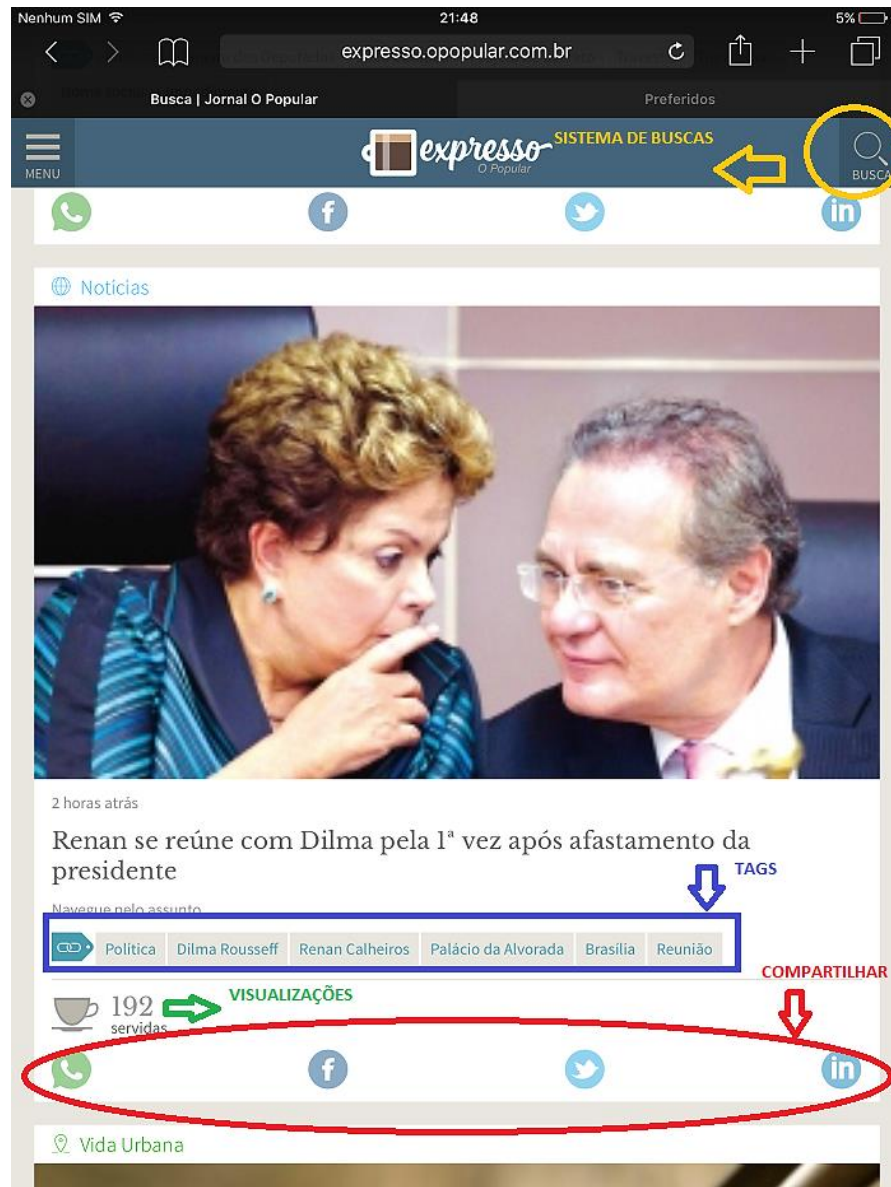 Nenhum SIM 21:48 5%
expresso.opopular.com.br
Busca | Jornal O Popular Preferidos
MENU expresso O Popular SISTEMA DE BUSCAS BUSCA
Notícias
2 horas atrás
Renan se reúne com Dilma pela 1ª vez após afastamento da
presidente
TAGS
Navegue pelo assunto
Política Dilma Rousseff Renan Calheiros Palácio da Alvorada Brasília Reunião
COMPARTILHAR
192 VISUALIZAÇÕES
servidas
Vida Urbana